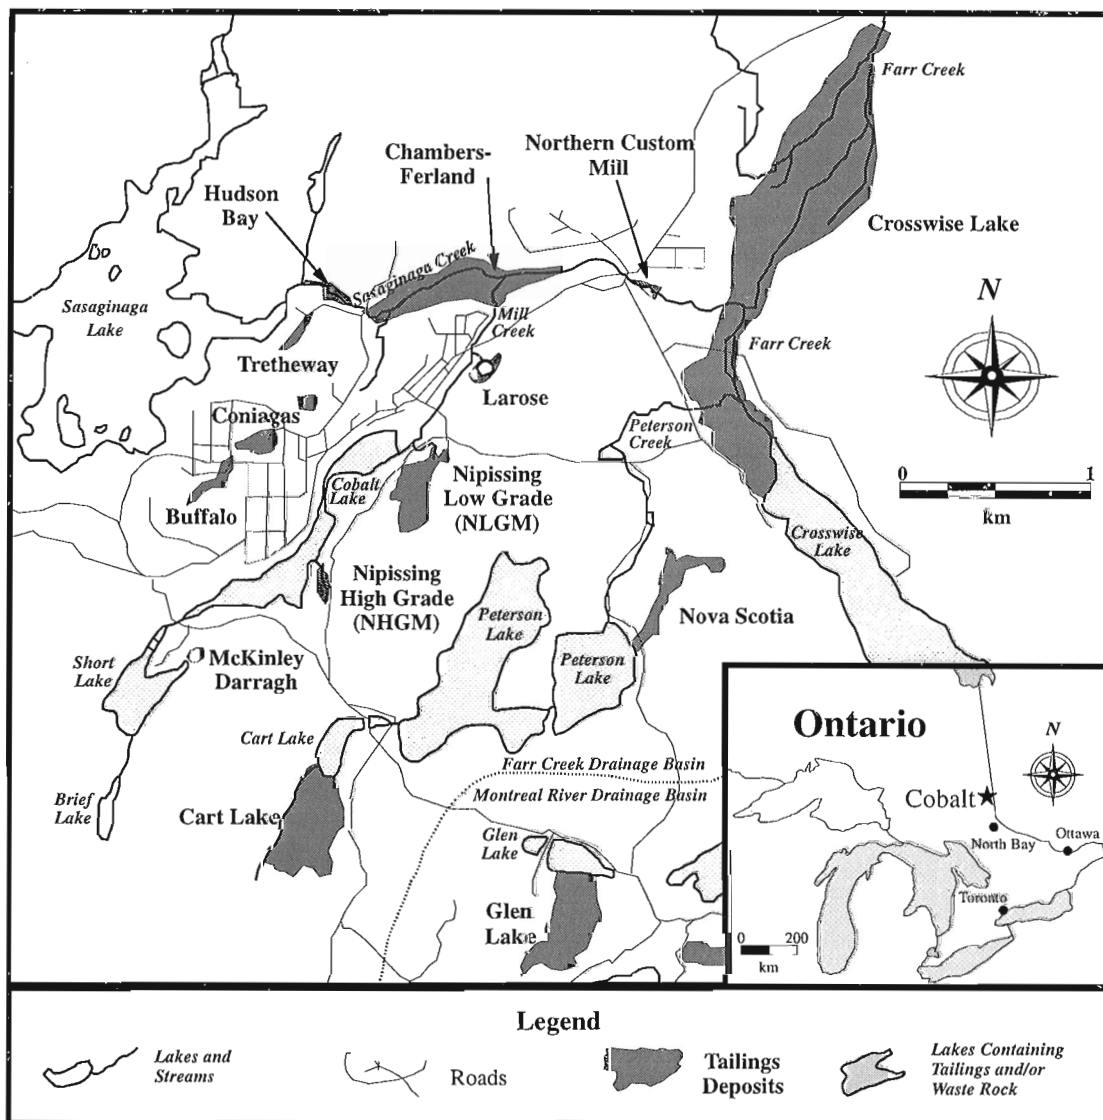 Farr Creek
Northern Custom
Mill
Chambers-
Ferland
Hudson
Bay
Crosswise Lake
Sasaginaga Creek
Sasaginaga
Lake
N
Mill
Creek
Farr Creek
Tretheway
Larose
Coniagas
Peterson
Creek
0 1
km
Cobalt
Lake
Nipissing
Low Grade
(NLGM)
Buffalo
Crosswise
Lake
Nipissing
High Grade
(NHGM)
Peterson
Lake
Nova Scotia
Short
Lake
McKinley
Darragh
Peterson
Lake
Cart Lake
Farr Creek Drainage Basin
Montreal River Drainage Basin
Brief
Lake
Cart Lake
Glen
Lake
Glen
Lake
Ontario
N
Cobalt
North Bay
Ottawa
Toronto
0 200
km
Legend
Lakes and
Streams
Roads
Tailings
Deposits
Lakes Containing
Tailings and/or
Waste Rock